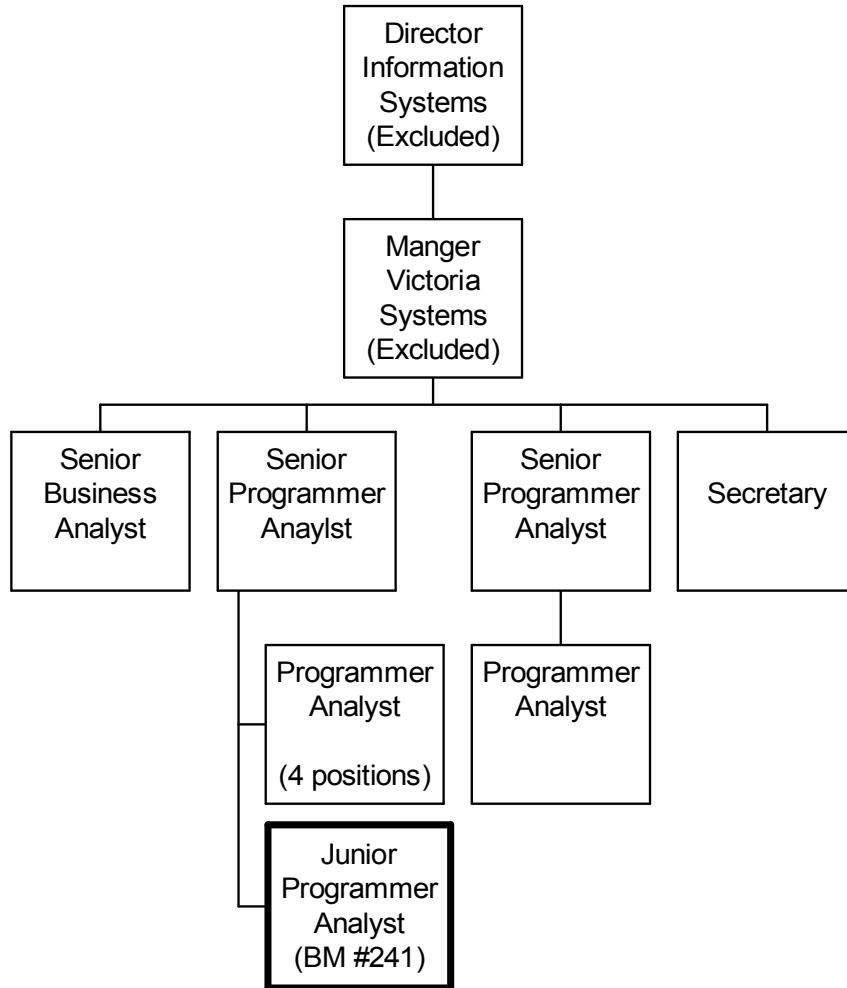 Director
Information
Systems
(Excluded)
Manger
Victoria
Systems
(Excluded)
Senior
Business
Analyst
Senior
Programmer
Anaylst
Senior
Programmer
Analyst
Secretary
Programmer
Analyst
(4 positions)
Programmer
Analyst
Junior
Programmer
Analyst
(BM #241)